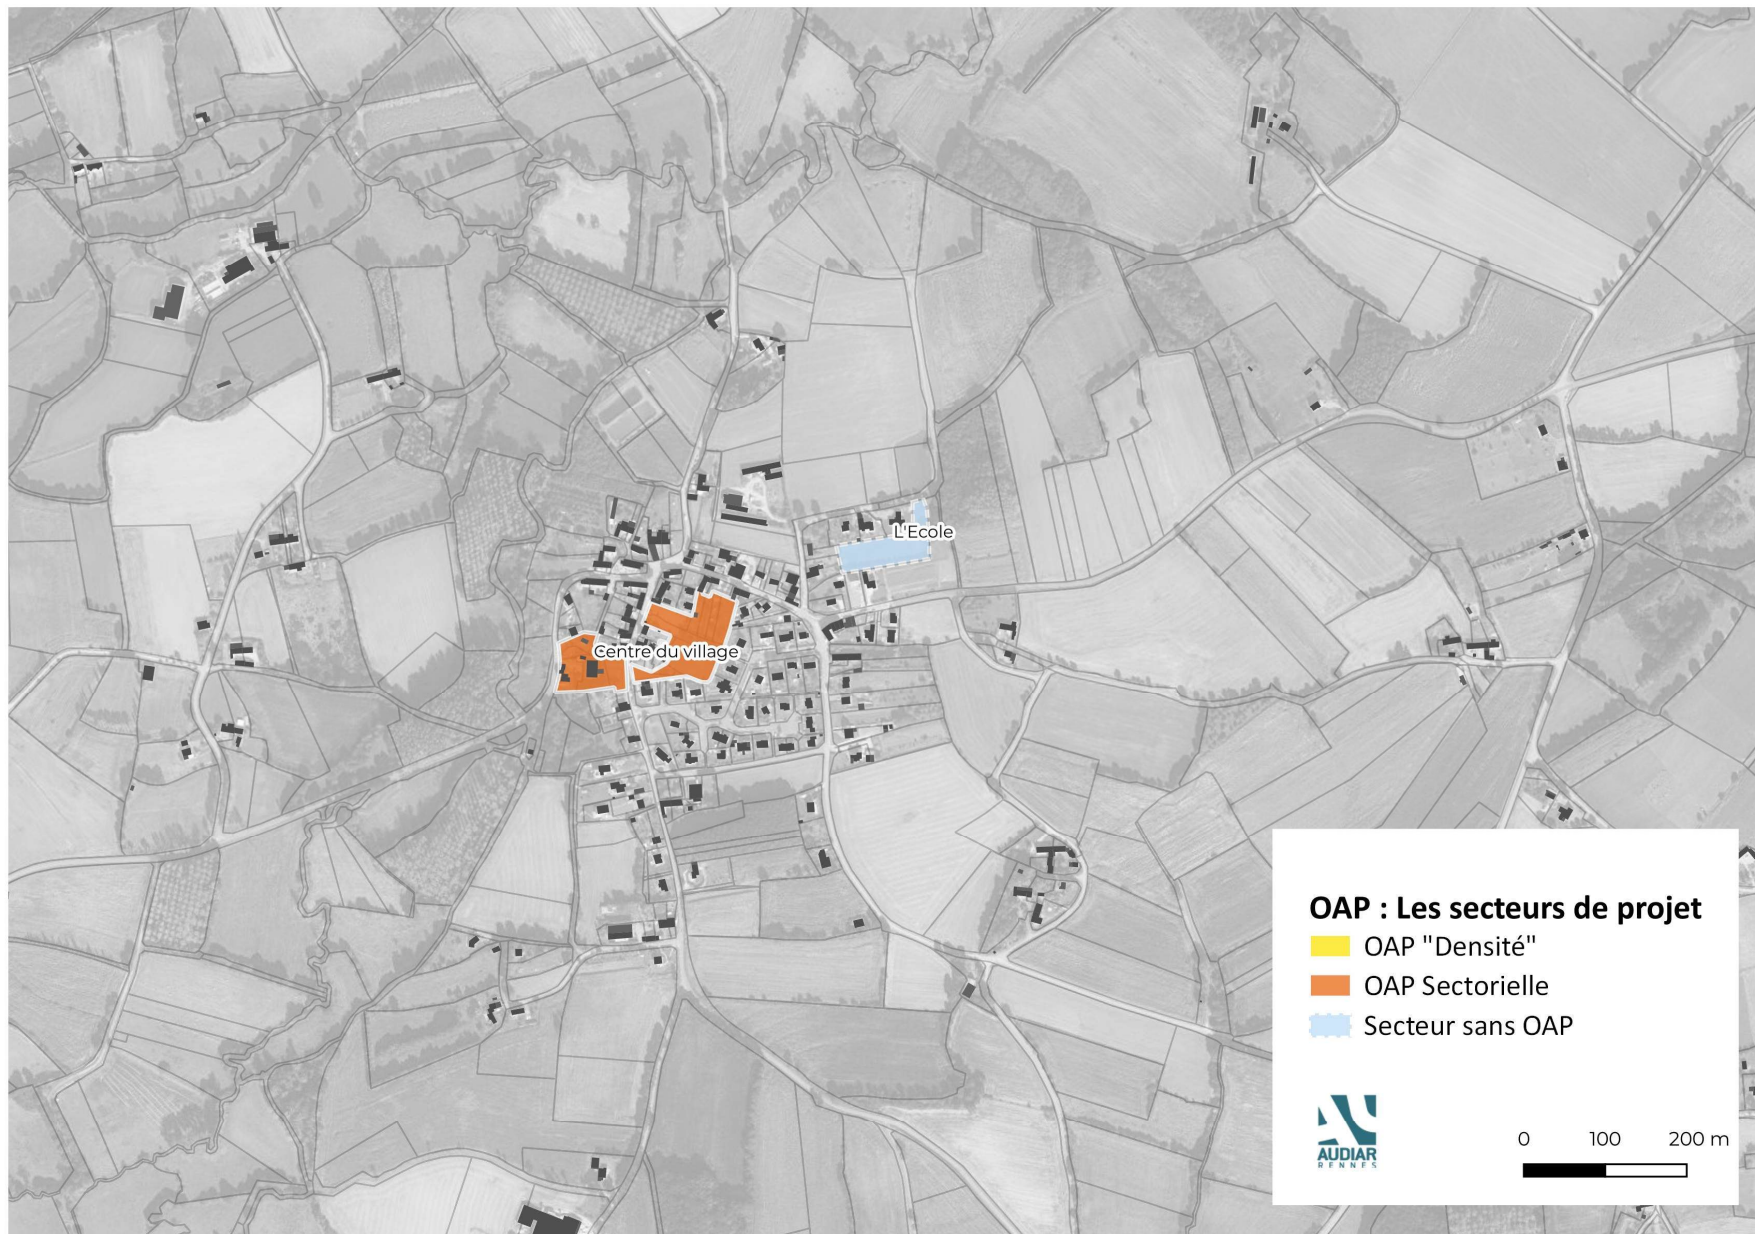 L'Ecole
Centre du village
OAP : Les secteurs de projet
OAP "Densité"
OAP Sectorielle
Secteur sans OAP
AUDIAR
RENNES
0 100 200 m